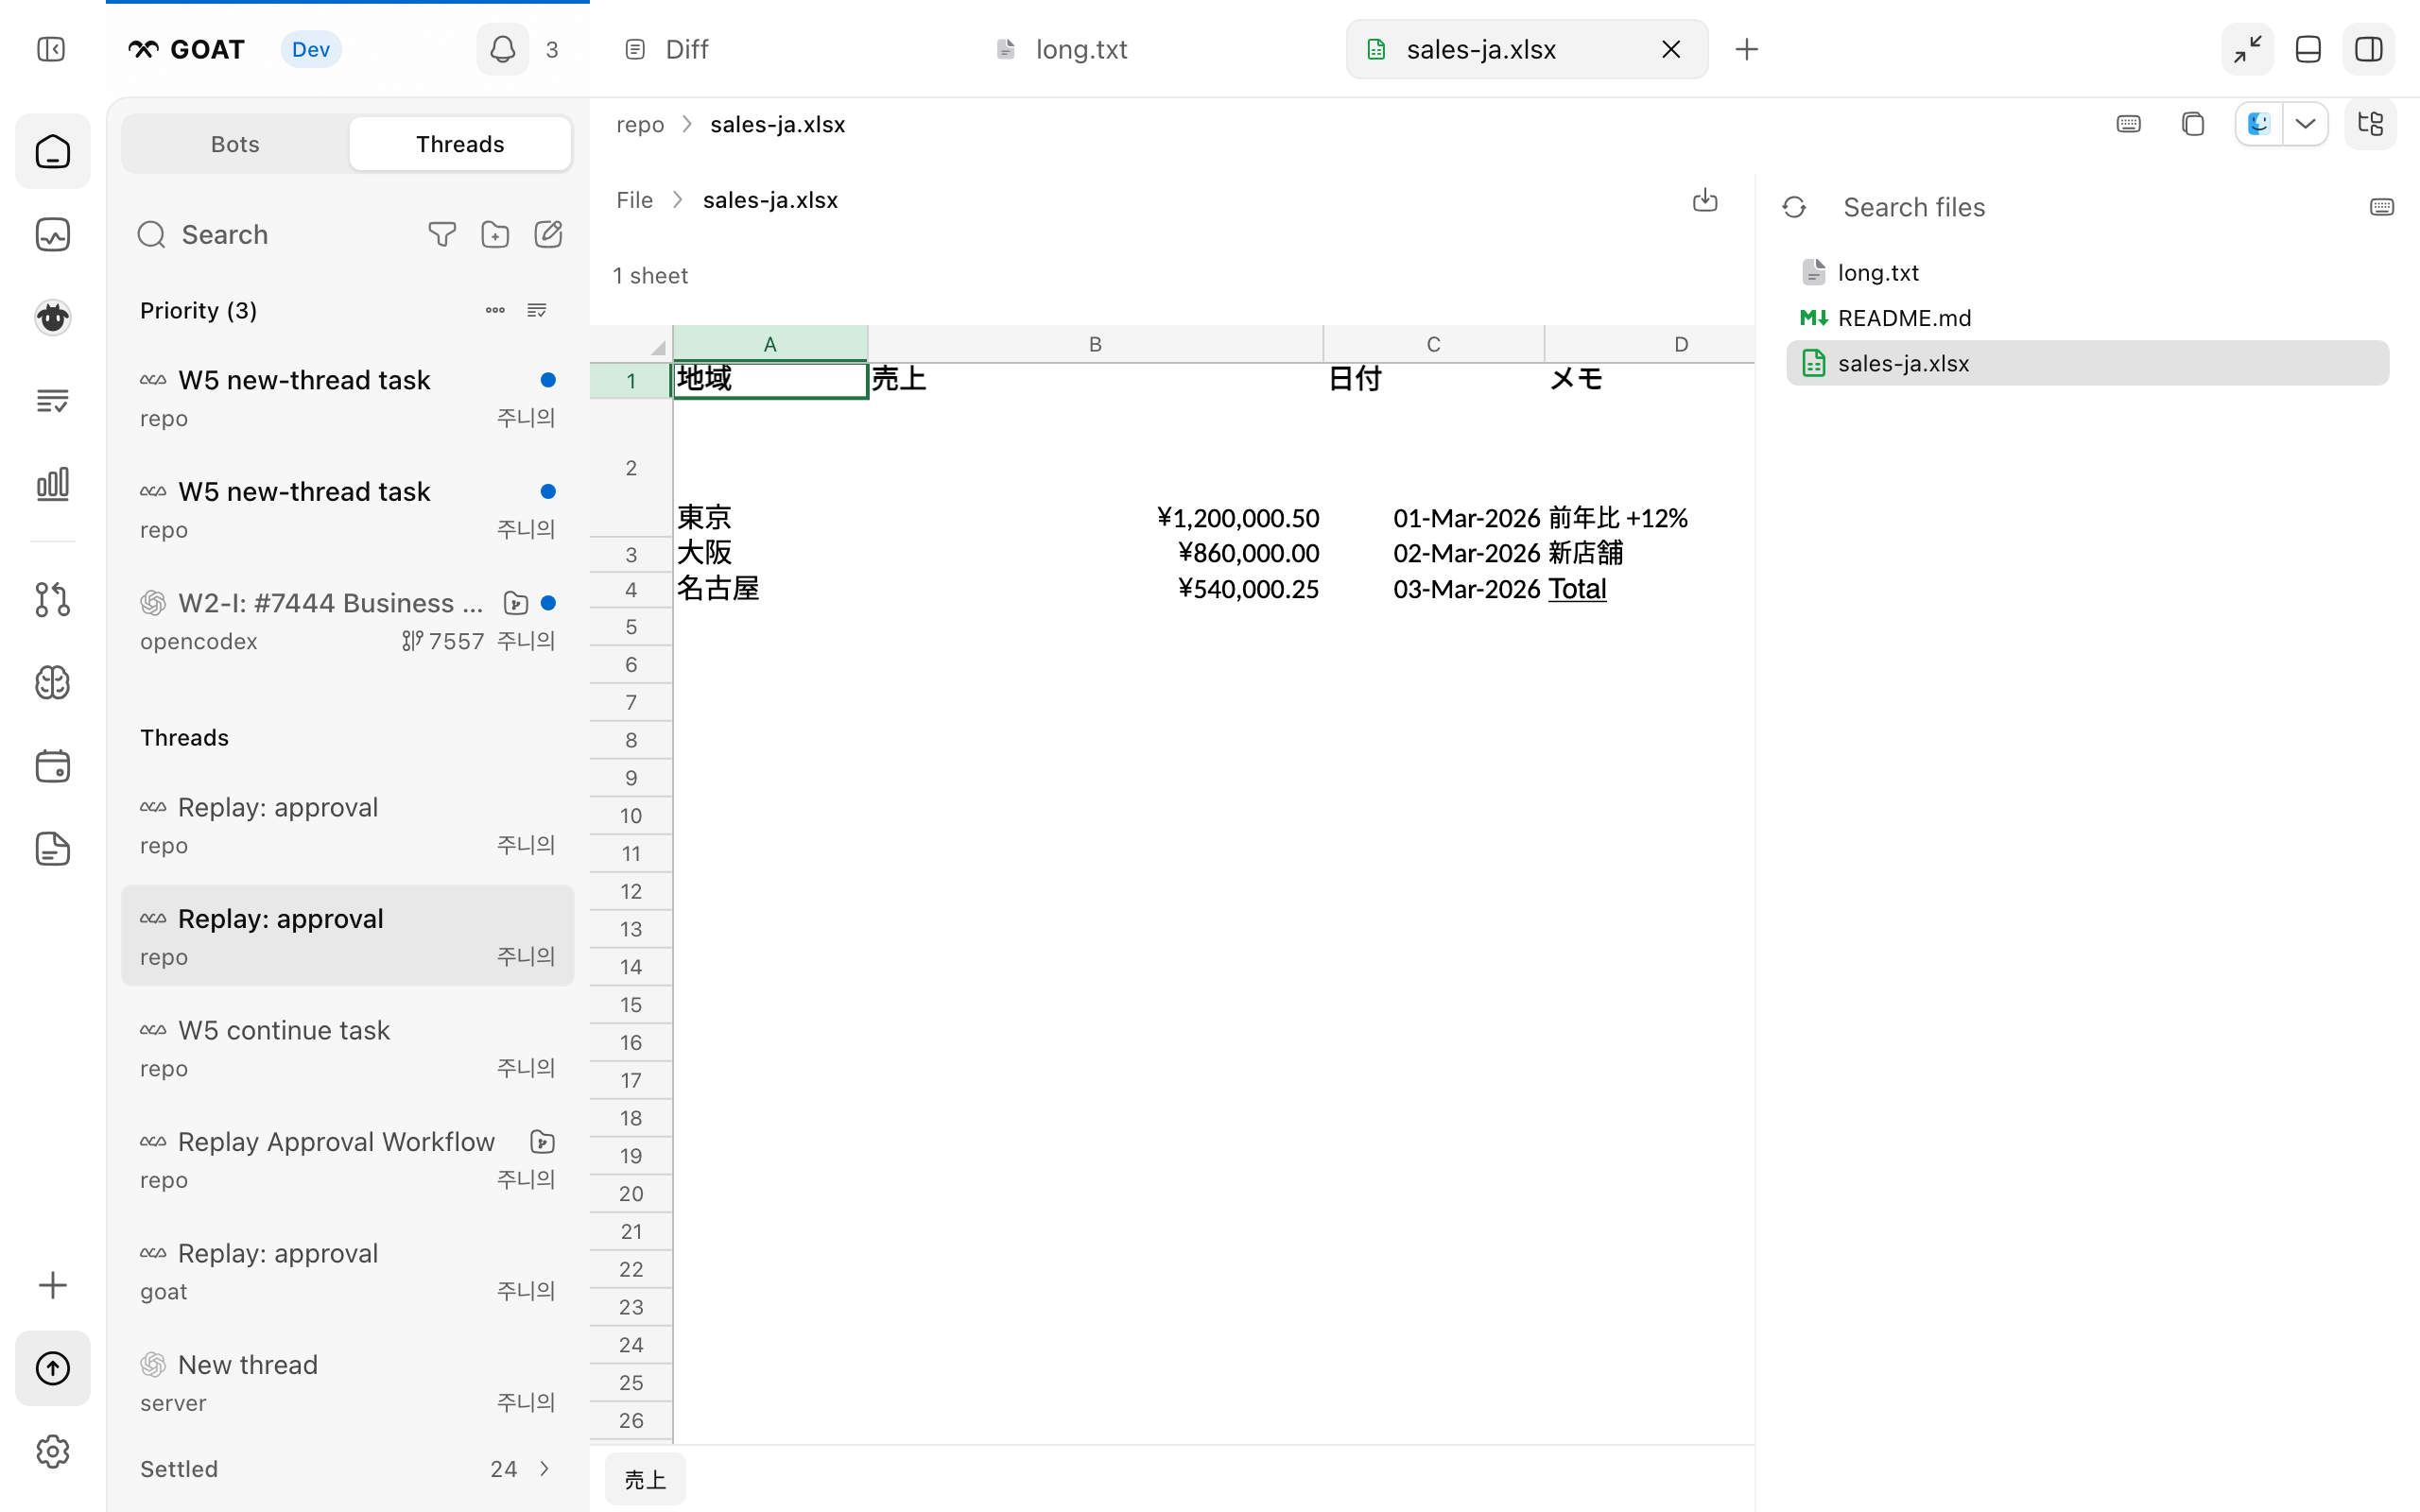 GOAT
Dev
3
Diff
long.txt
sales-ja.xlsx
Bots
Threads
Search
Priority (3)
W5 new-thread task
repo 주니의
W5 new-thread task
repo 주니의
W2-I: #7444 Business ...
opencodex 7557 주니의
Threads
Replay: approval
repo 주니의
Replay: approval
repo 주니의
W5 continue task
repo 주니의
Replay Approval Workflow
repo 주니의
Replay: approval
goat 주니의
New thread
server 주니의
Settled 24
repo > sales-ja.xlsx
File > sales-ja.xlsx
1 sheet
A B C D
1 地域 売上 日付 メモ
2 東京 ¥1,200,000.50 01-Mar-2026 前年比 +12%
3 大阪 ¥860,000.00 02-Mar-2026 新店舗
4 名古屋 ¥540,000.25 03-Mar-2026 Total
5
6
7
8
9
10
11
12
13
14
15
16
17
18
19
20
21
22
23
24
25
26
売上
Search files
long.txt
M↓ README.md
sales-ja.xlsx